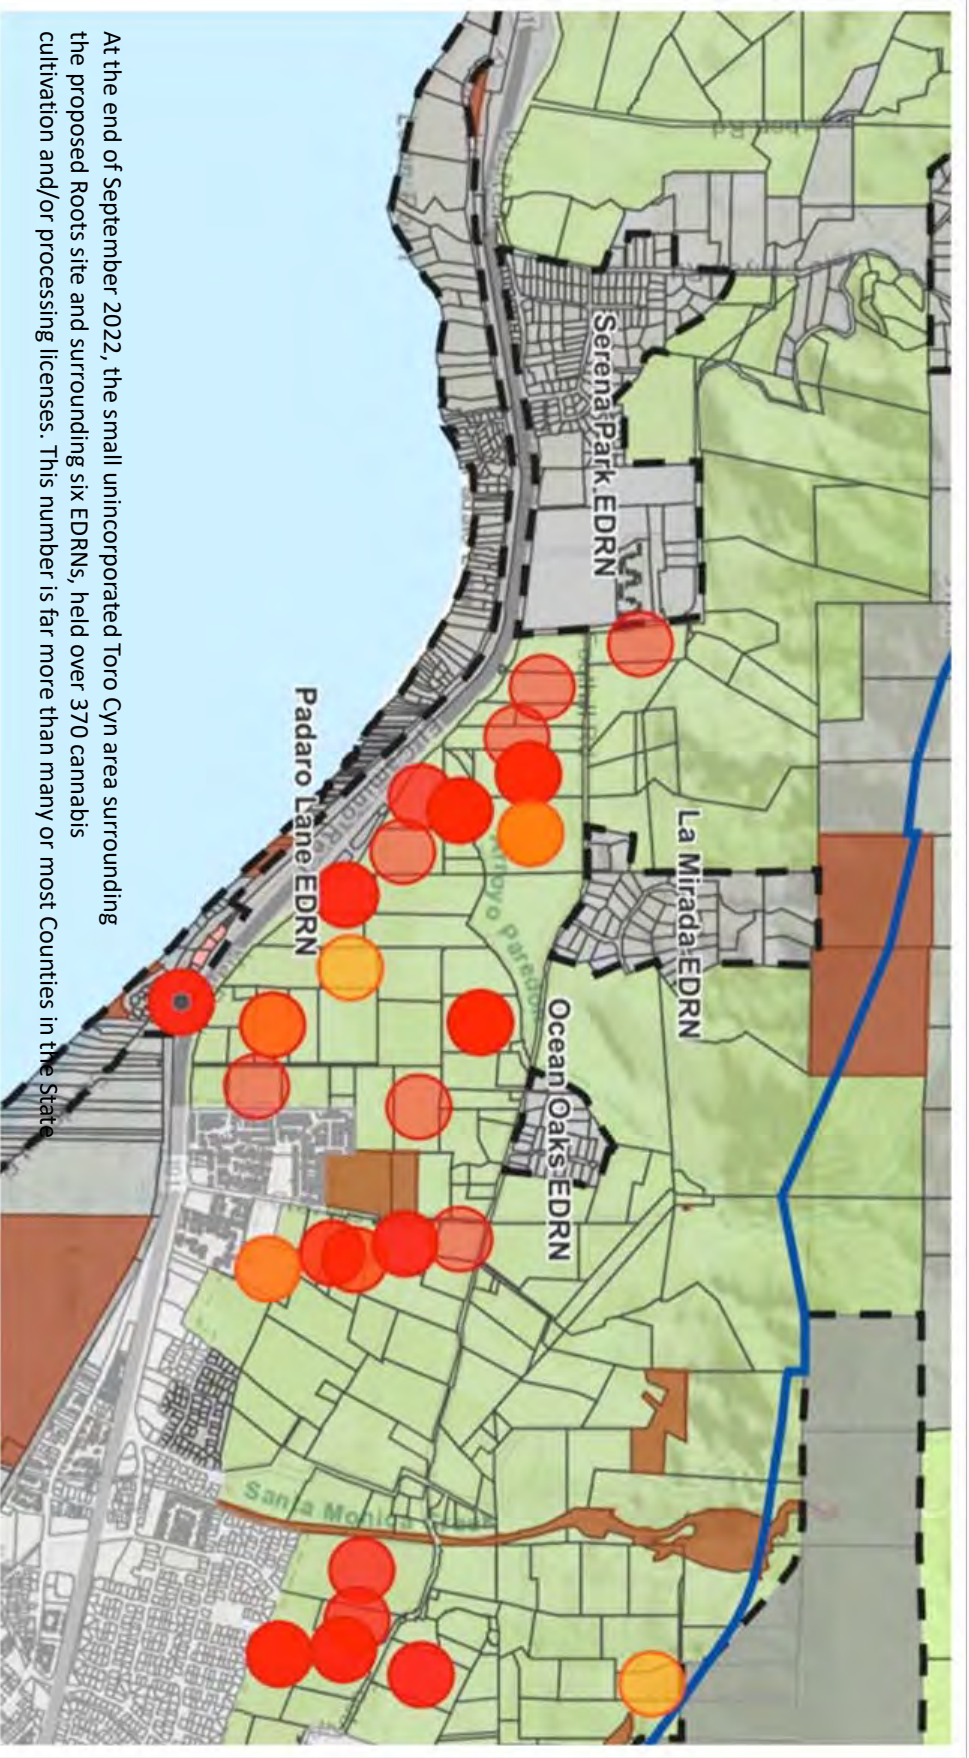 At the end of September 2022, the small unincorporated Toro Cyn area surrounding
the proposed Roots site and surrounding six EDRNs, held over 370 cannabis
cultivation and/or processing licenses. This number is far more than many or most Counties in the State
Serena Park EDRN
La Mirada EDRN
Padaro Lane EDRN
Ocean Oaks EDRN
Arroyo Paredon
Santa Monica Creek